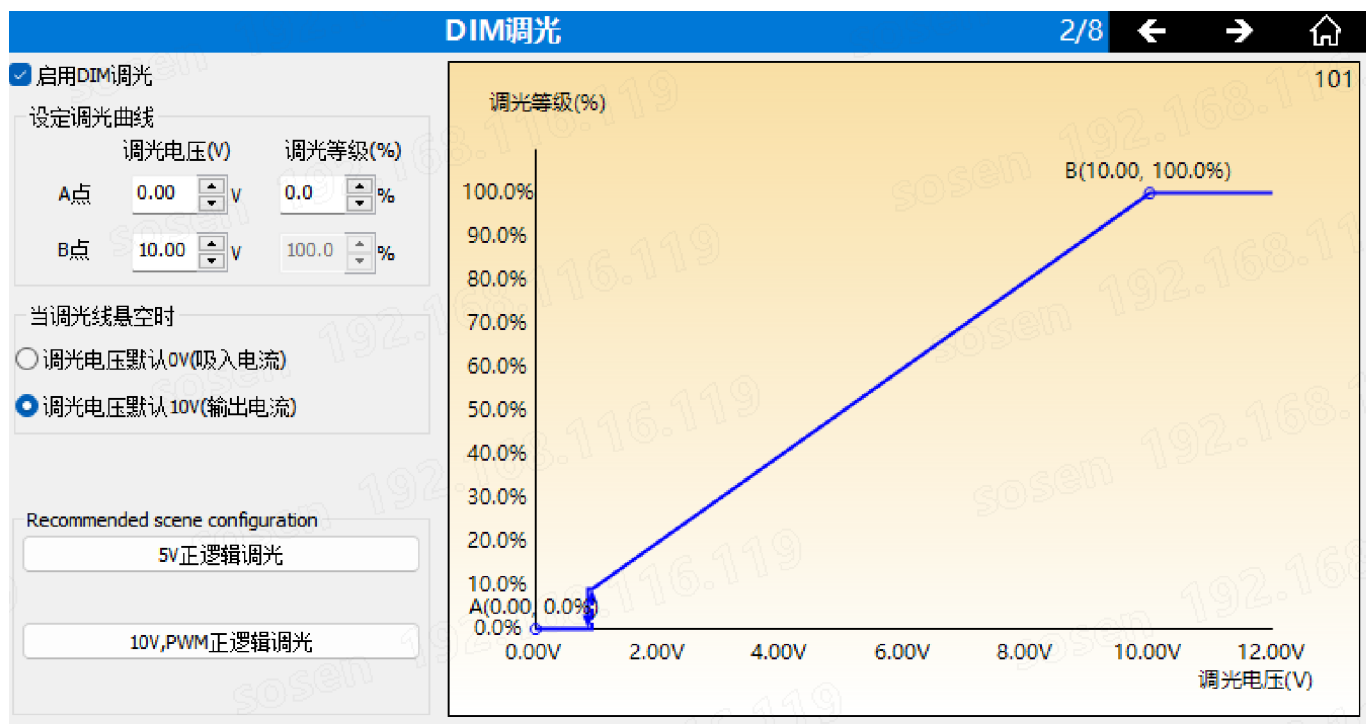 DIM调光
2/8
启用DIM调光
设定调光曲线
调光电压(V) 调光等级(%)
A点 0.00 V 0.0 %
B点 10.00 V 100.0 %
当调光线悬空时
调光电压默认0V(吸入电流)
调光电压默认10V(输出电流)
Recommended scene configuration
5V正逻辑调光
10V,PWM正逻辑调光
101
调光等级(%)
B(10.00, 100.0%)
100.0%
90.0%
80.0%
70.0%
60.0%
50.0%
40.0%
30.0%
20.0%
10.0%
A(0.00, 0.0%)
0.0%
0.00V 2.00V 4.00V 6.00V 8.00V 10.00V 12.00V
调光电压(V)
sosen 192.168.116.119